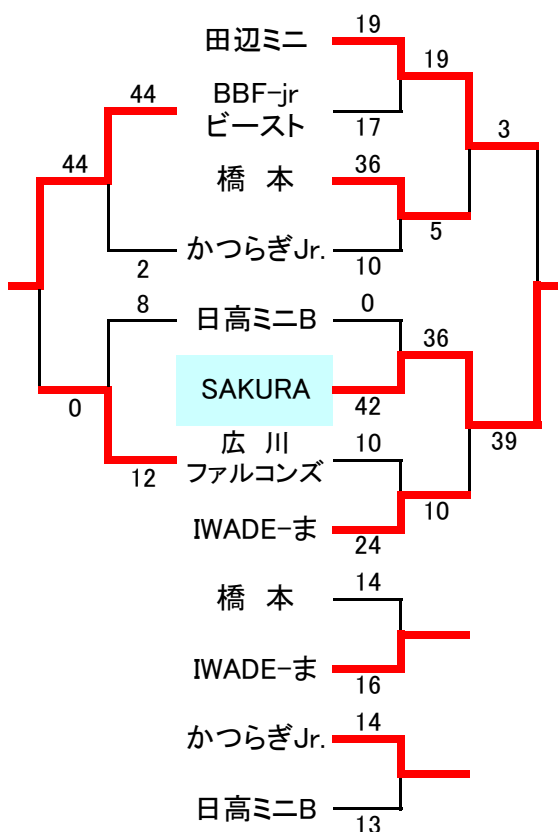 19
田辺ミニ
19
44
BBF-jr
ビースト
17
3
44
橋 本
36
5
かつらぎJr.
2
10
8
日高ミニB
0
36
SAKURA
0
42
広 川
ファルコンズ
10
39
12
10
IWADE-ま
24
橋 本
14
IWADE-ま
16
かつらぎJr.
14
日高ミニB
13